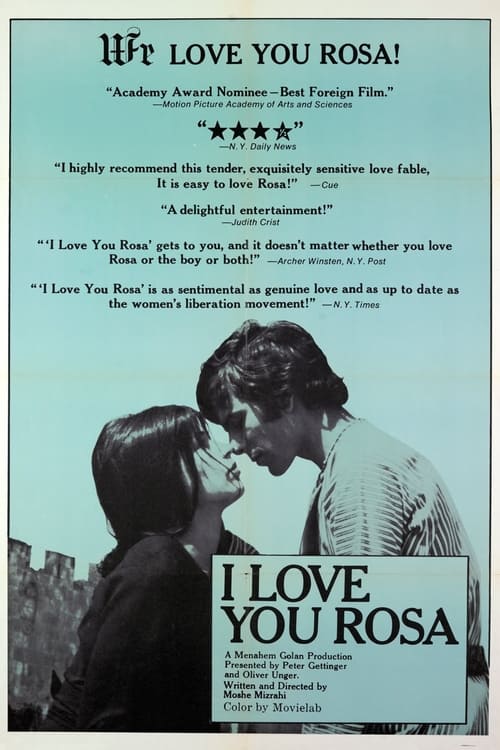 We LOVE YOU ROSA!
“Academy Award Nominee—Best Foreign Film.”
—Motion Picture Academy of Arts and Sciences
“★★★½”
—N.Y. Daily News
“I highly recommend this tender, exquisitely sensitive love fable,
It is easy to love Rosa!” —Cue
“A delightful entertainment!”
—Judith Crist
“‘I Love You Rosa’ gets to you, and it doesn’t matter whether you love
Rosa or the boy or both!” —Archer Winsten, N.Y. Post
“‘I Love You Rosa’ is as sentimental as genuine love and as up to date as
the women’s liberation movement!” —N.Y. Times
I LOVE
YOU ROSA
A Menahem Golan Production
Presented by Peter Gettinger
and Oliver Unger.
Written and Directed by
Moshe Mizrahi
Color by Movielab